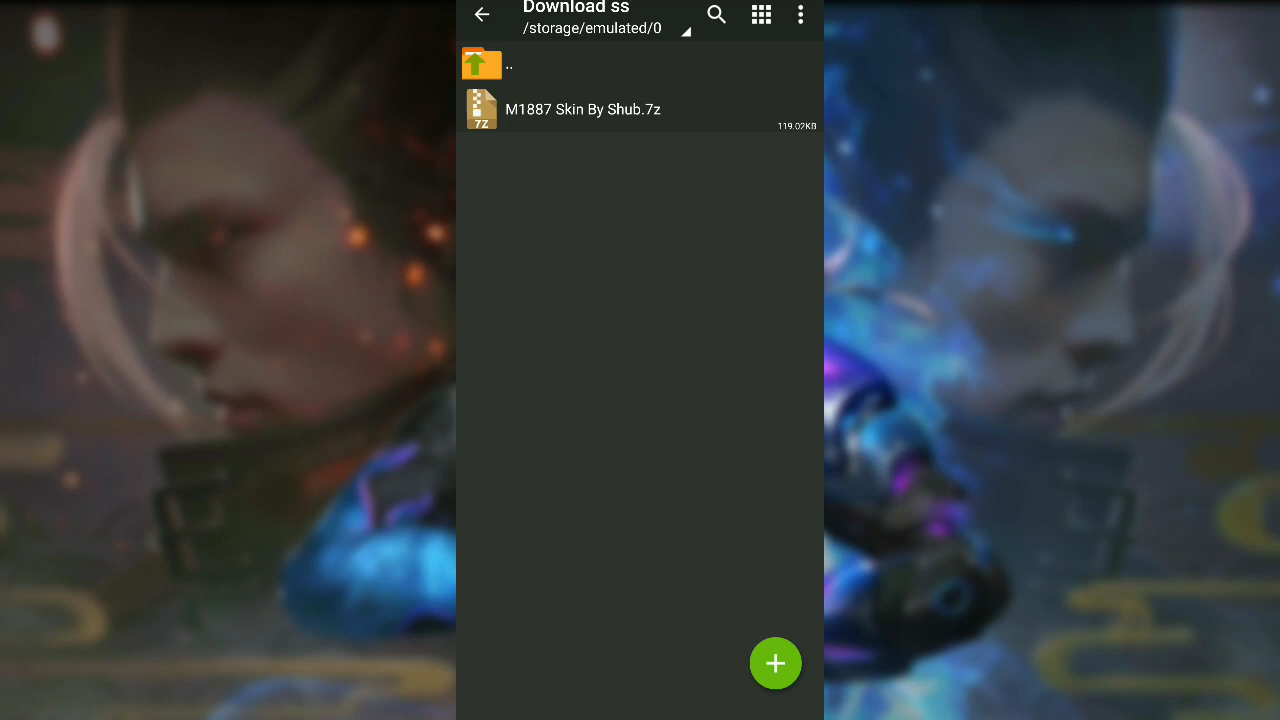 Download ss
/storage/emulated/0
..
M1887 Skin By Shub.7z
7Z
119.02KB